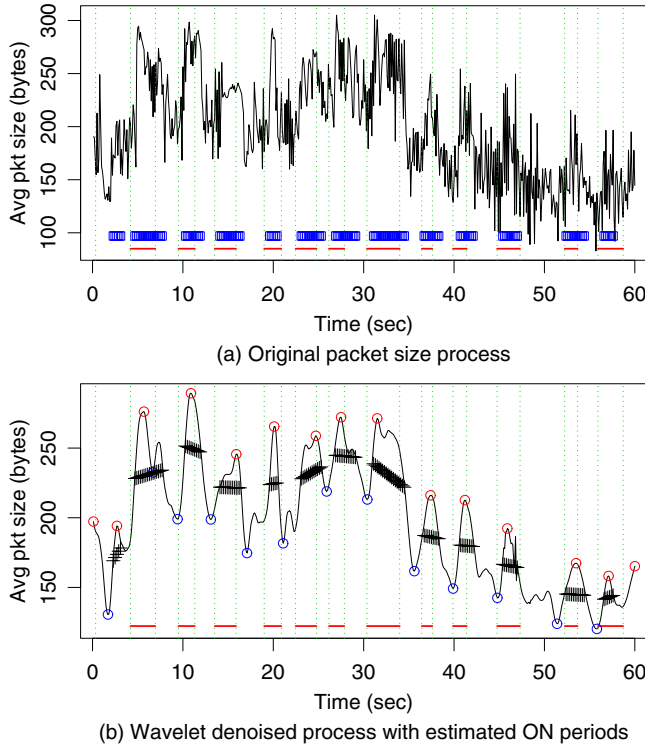 300
250
200
150
100
Avg pkt size (bytes)
0 10 20 30 40 50 60
Time (sec)
(a) Original packet size process
250
200
150
Avg pkt size (bytes)
0 10 20 30 40 50 60
Time (sec)
(b) Wavelet denoised process with estimated ON periods